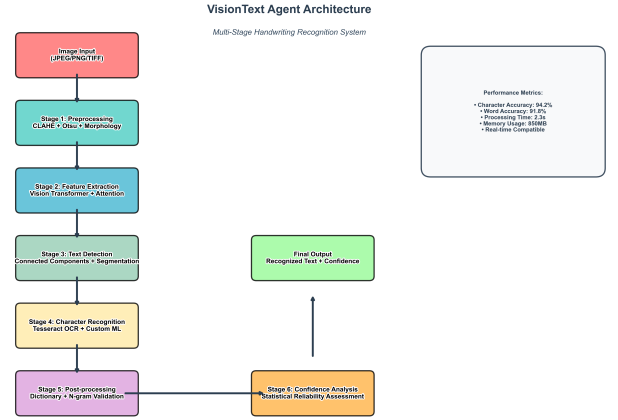 VisionText Agent Architecture
Multi-Stage Handwriting Recognition System
Image Input
(JPEG/PNG/TIFF)
Stage 1: Preprocessing
CLAHE + Otsu + Morphology
Stage 2: Feature Extraction
Vision Transformer + Attention
Stage 3: Text Detection
Connected Components + Segmentation
Stage 4: Character Recognition
Tesseract OCR + Custom ML
Stage 5: Post-processing
Dictionary + N-gram Validation
Stage 6: Confidence Analysis
Statistical Reliability Assessment
Final Output
Recognized Text + Confidence
Performance Metrics:
• Character Accuracy: 94.2%
• Word Accuracy: 91.8%
• Processing Time: 2.3s
• Memory Usage: 850MB
• Real-time Compatible